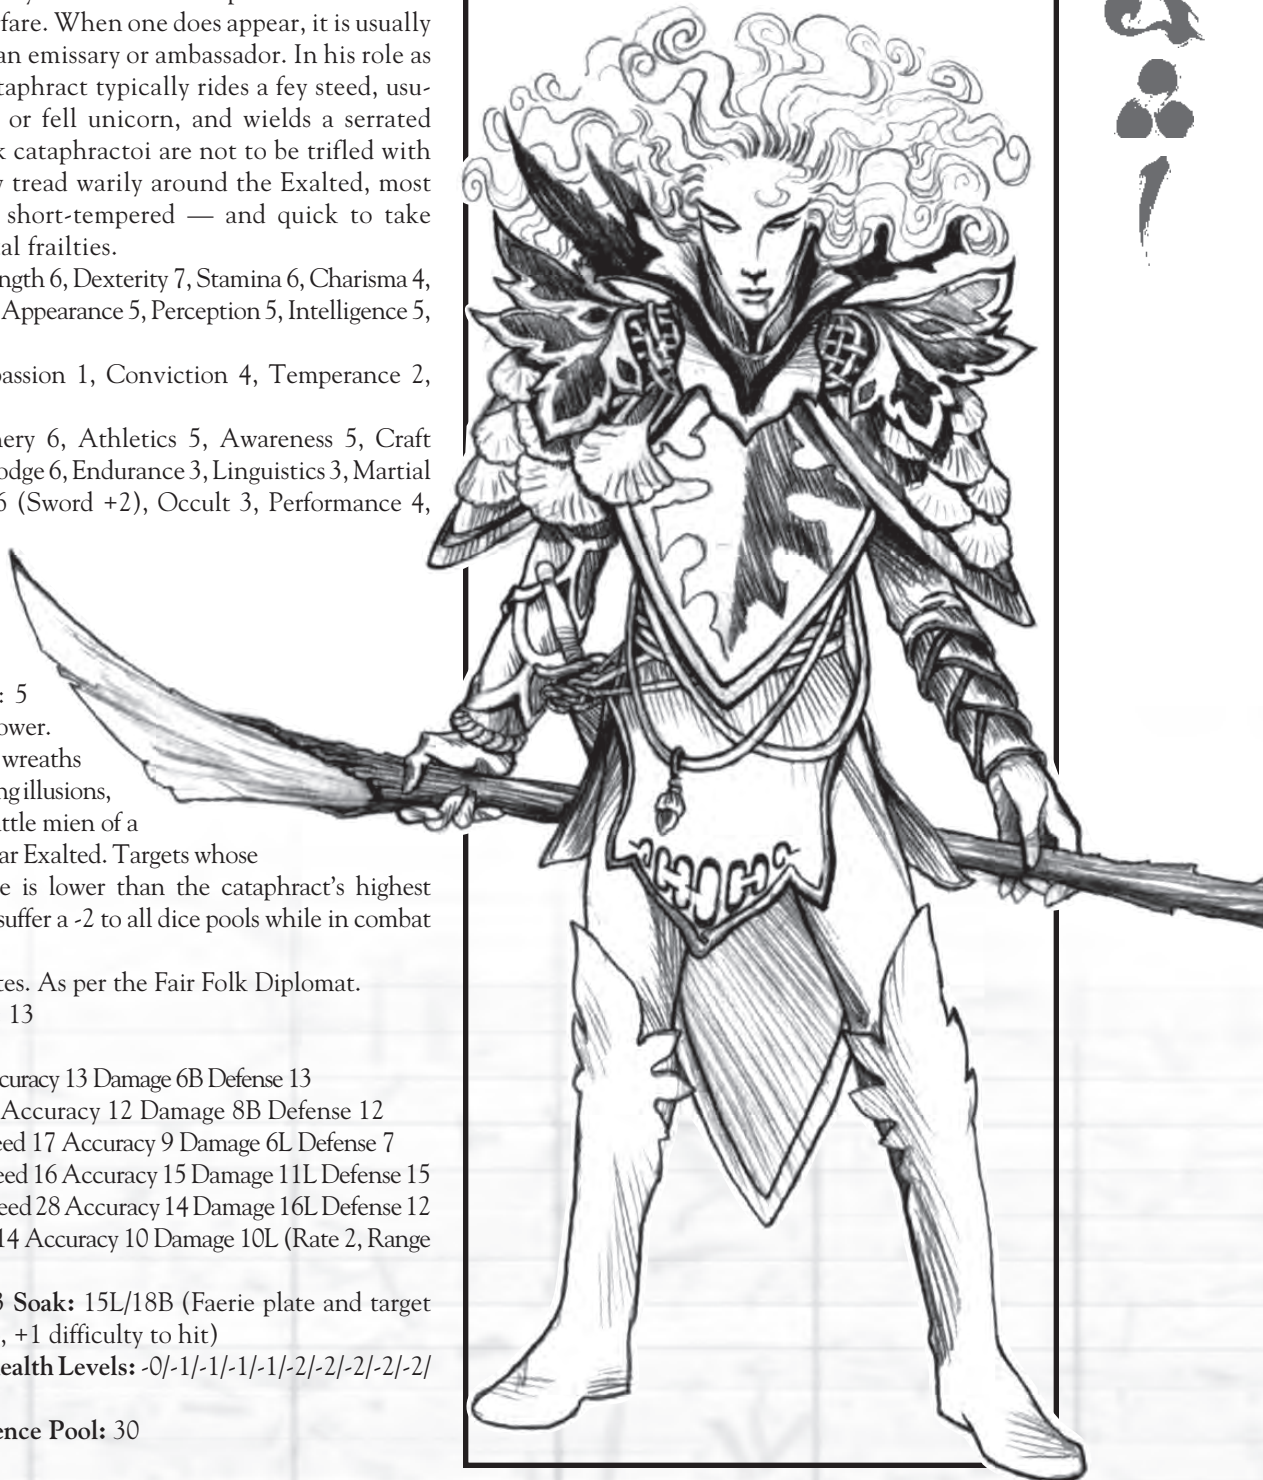 fare. When one does appear, it is usually
an emissary or ambassador. In his role as
taphract typically rides a fey steed, usu-
or fell unicorn, and wields a serrated
k cataphractoi are not to be trifled with
y tread warily around the Exalted, most
short-tempered — and quick to take
al frailties.
ngth 6, Dexterity 7, Stamina 6, Charisma 4,
Appearance 5, Perception 5, Intelligence 5,
passion 1, Conviction 4, Temperance 2,
hery 6, Athletics 5, Awareness 5, Craft
odge 6, Endurance 3, Linguistics 3, Martial
6 (Sword +2), Occult 3, Performance 4,
: 5
ower.
wreaths
ng illusions,
ttle mien of a
ar Exalted. Targets whose
e is lower than the cataphract's highest
suffer a -2 to all dice pools while in combat
tes. As per the Fair Folk Diplomat.
13
curacy 13 Damage 6B Defense 13
Accuracy 12 Damage 8B Defense 12
eed 17 Accuracy 9 Damage 6L Defense 7
eed 16 Accuracy 15 Damage 11L Defense 15
eed 28 Accuracy 14 Damage 16L Defense 12
14 Accuracy 10 Damage 10L (Rate 2, Range
3 Soak: 15L/18B (Faerie plate and target
, +1 difficulty to hit)
ealth Levels: -0/-1/-1/-1/-1/-2/-2/-2/-2/-2/
ence Pool: 30